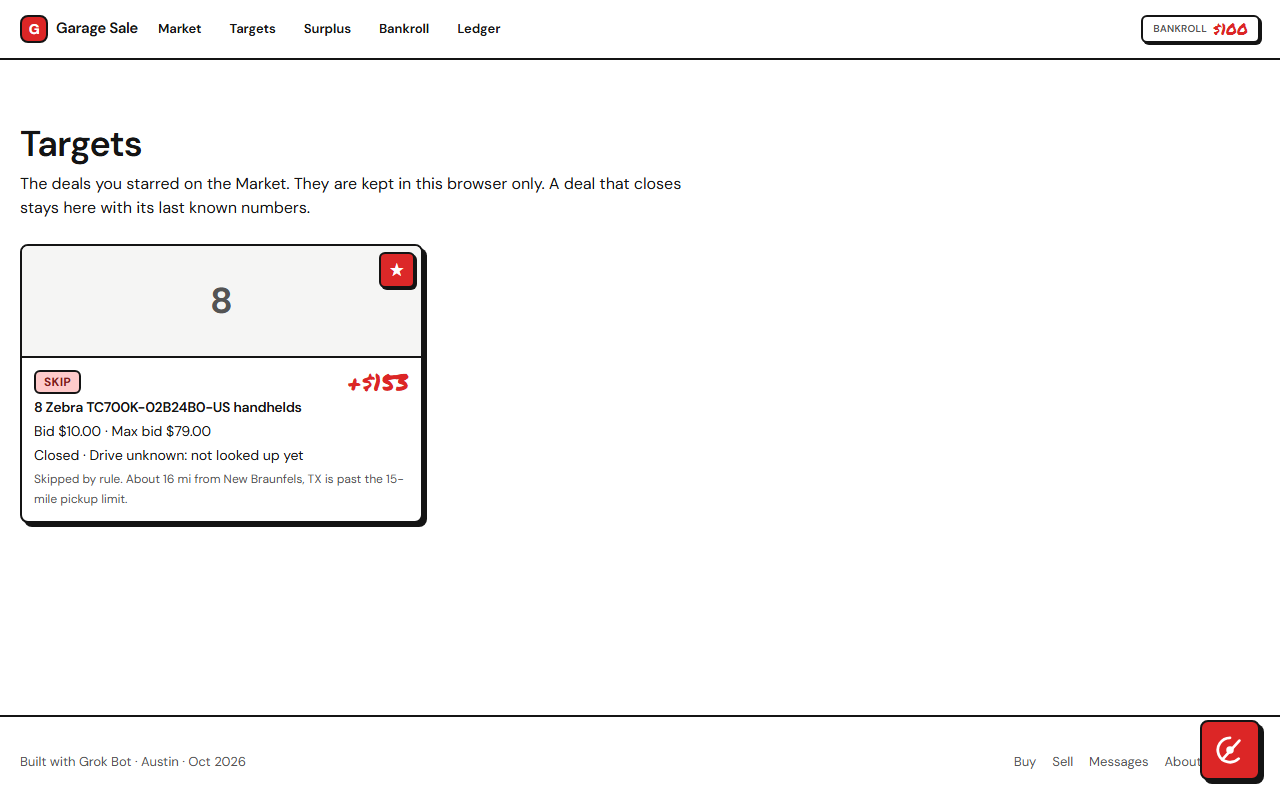 G Garage Sale Market Targets Surplus Bankroll Ledger BANKROLL $100
Targets
The deals you starred on the Market. They are kept in this browser only. A deal that closes
stays here with its last known numbers.
8
SKIP +$153
8 Zebra TC700K-02B24B0-US handhelds
Bid $10.00 · Max bid $79.00
Closed · Drive unknown: not looked up yet
Skipped by rule. About 16 mi from New Braunfels, TX is past the 15-
mile pickup limit.
Built with Grok Bot · Austin · Oct 2026 Buy Sell Messages About